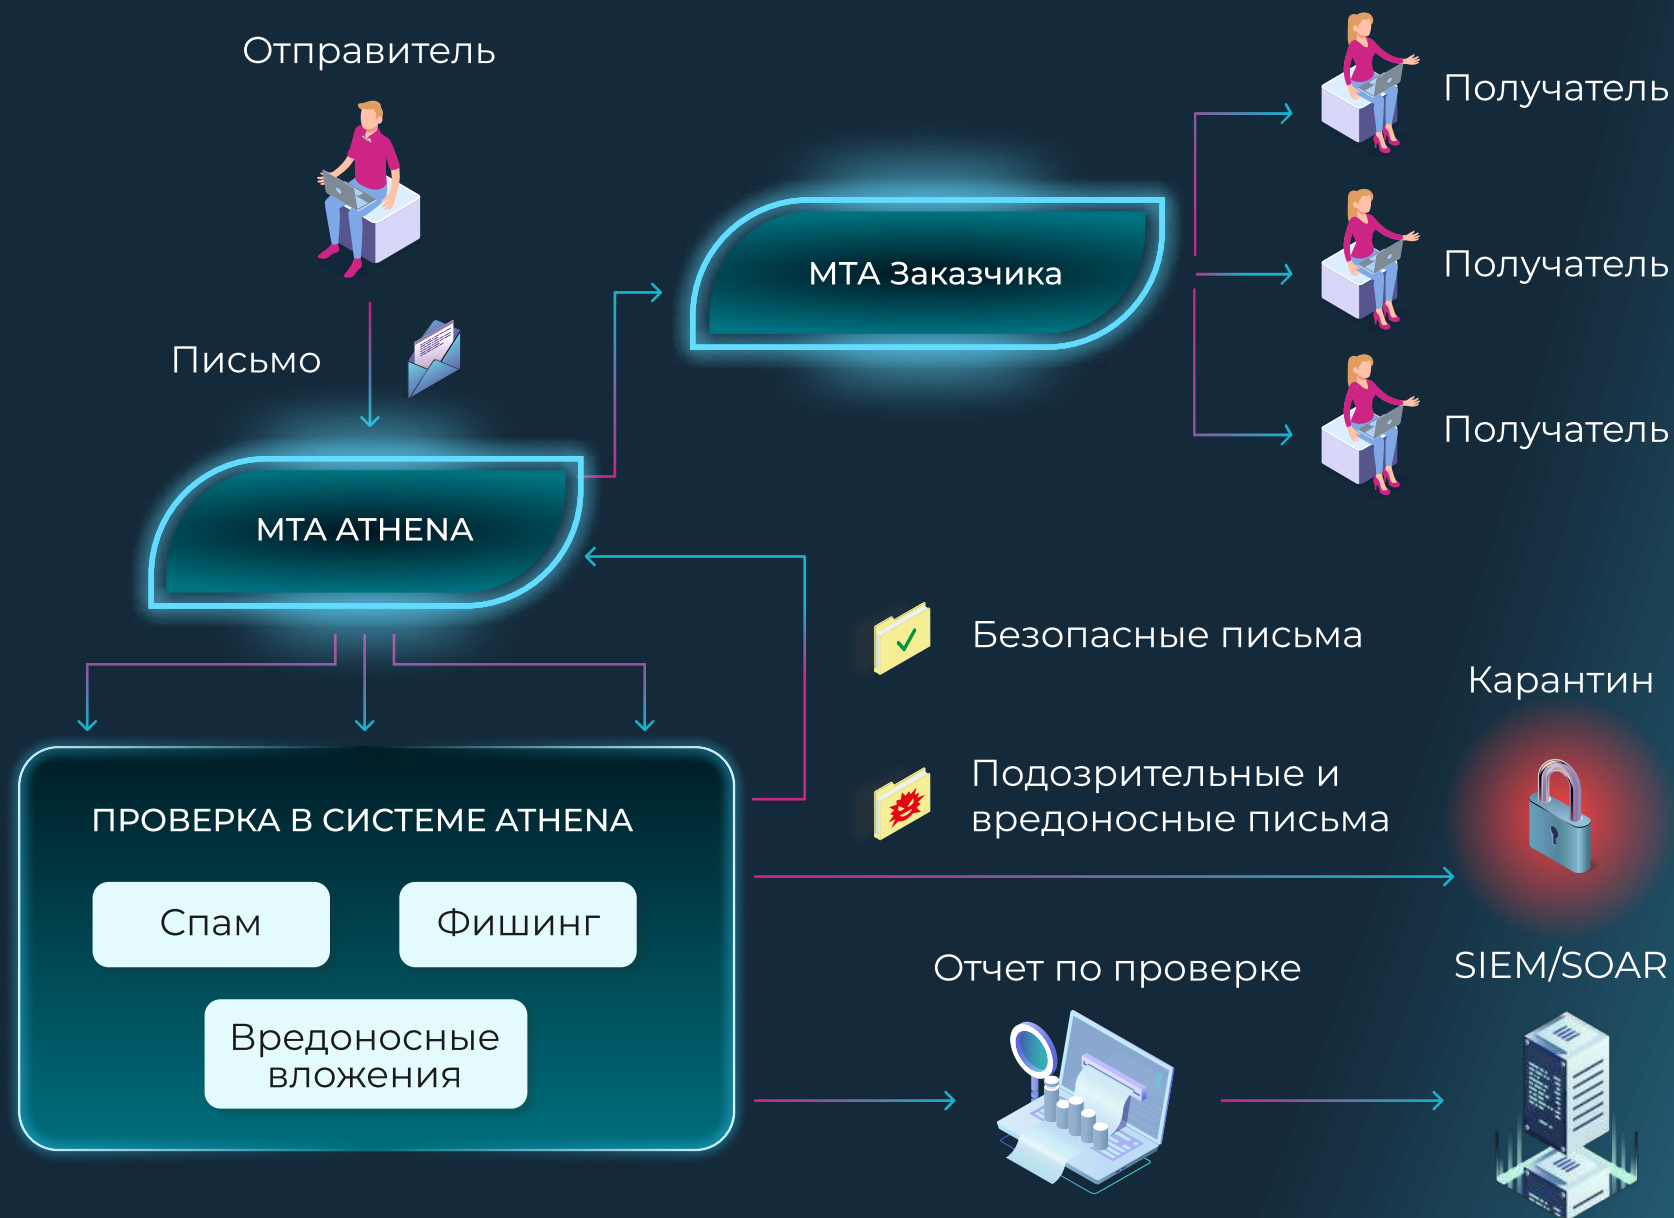 Отправитель
Получатель
Получатель
МТА Заказчика
Письмо
Получатель
MTA ATHENA
Безопасные письма
Карантин
Подозрительные и
вредоносные письма
ПРОВЕРКА В СИСТЕМЕ ATHENA
Спам
Фишинг
Вредоносные
вложения
Отчет по проверке
SIEM/SOAR